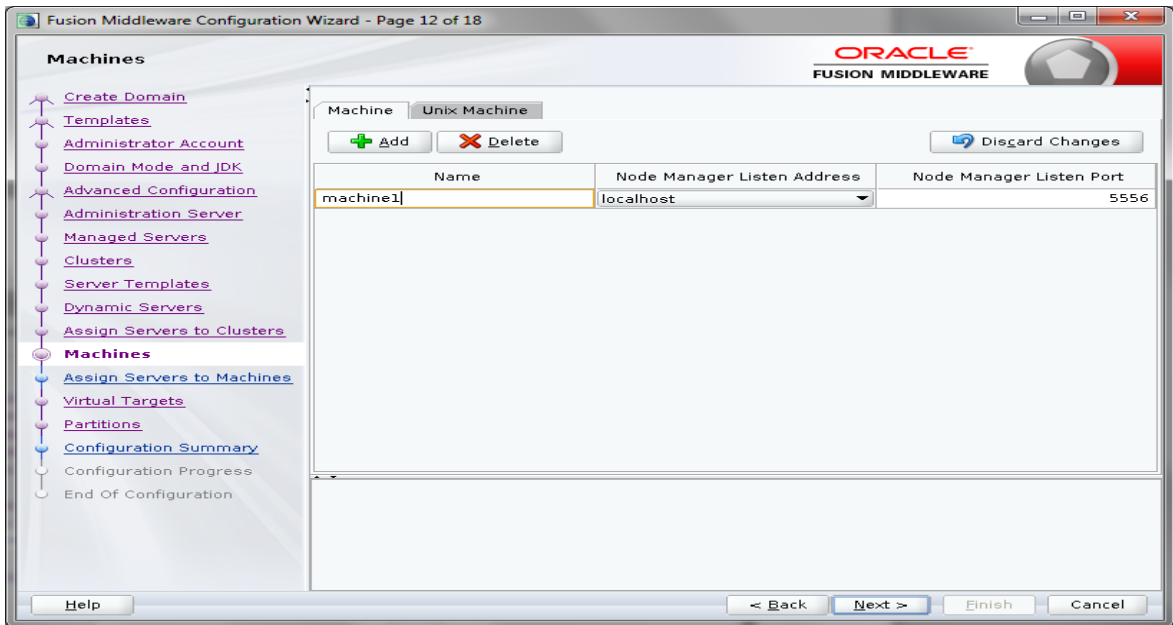 Fusion Middleware Configuration Wizard - Page 12 of 18
Machines
ORACLE
FUSION MIDDLEWARE
Create Domain
Templates
Administrator Account
Domain Mode and JDK
Advanced Configuration
Administration Server
Managed Servers
Clusters
Server Templates
Dynamic Servers
Assign Servers to Clusters
Machines
Assign Servers to Machines
Virtual Targets
Partitions
Configuration Summary
Configuration Progress
End Of Configuration
Machine Unix Machine
Add Delete Discard Changes
Name Node Manager Listen Address Node Manager Listen Port
machine1 localhost 5556
Help < Back Next > Finish Cancel